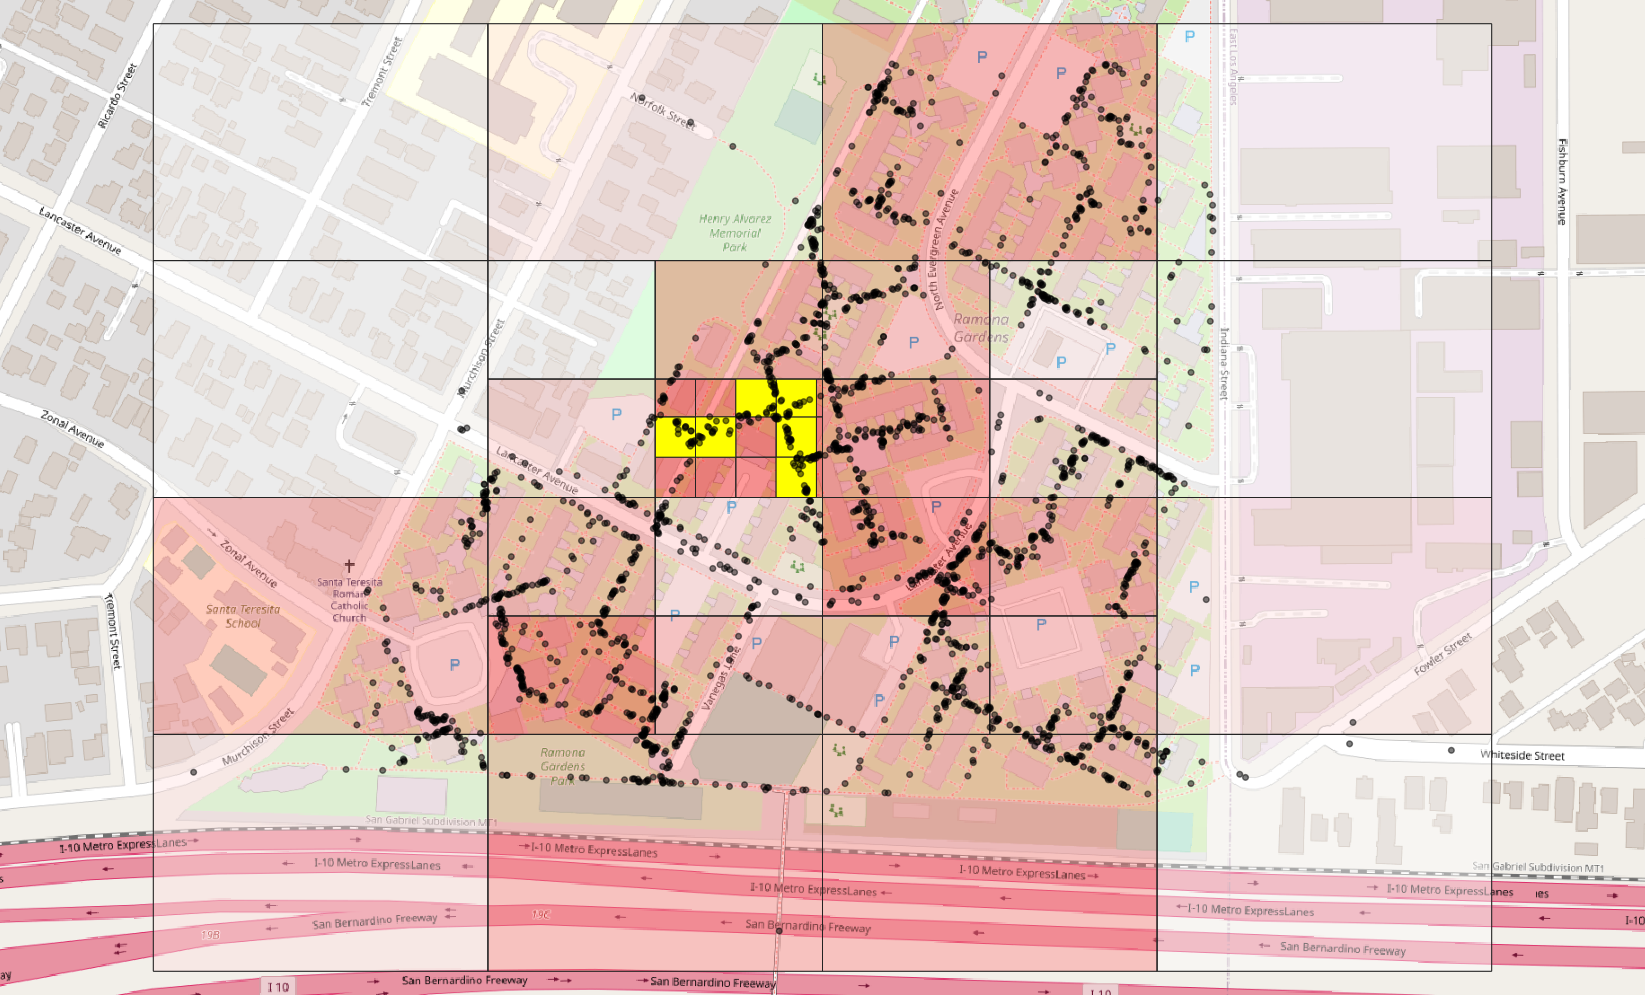 P
Ricardo Street
Tremont Street
East Los Angeles
P
P
Norfolk Street
Fishburn Avenue
Lancaster Avenue
Henry Alvarez
Memorial
Park
North Evergreen Avenue
Ramona
Gardens
P
P
P
Murchison Street
Indiana Street
Zonal Avenue
P
Lancaster Avenue
P
P
Zonal Avenue
Santa Teresita
Roman
Catholic
Church
Lancaster Avenue
P
Santa Teresita
School
P
P
Tremont Street
P
P
P
P
P
P
Vanegas Lane
Fowler Street
Murchison Street
Ramona
Gardens
Park
Whiteside Street
San Gabriel Subdivision MT1
I-10 Metro ExpressLanes
I-10 Metro ExpressLanes
I-10 Metro ExpressLanes
I-10 Metro ExpressLanes
San Gabriel Subdivision MT1
I-10 Metro ExpressLanes
I-10 Metro ExpressLanes
nes
I-10 Metro ExpressLanes
s
19B
San Bernardino Freeway
19C
San Bernardino Freeway
San Bernardino Freeway
I-10
ay
I 10
San Bernardino Freeway
San Bernardino Freeway
I 10